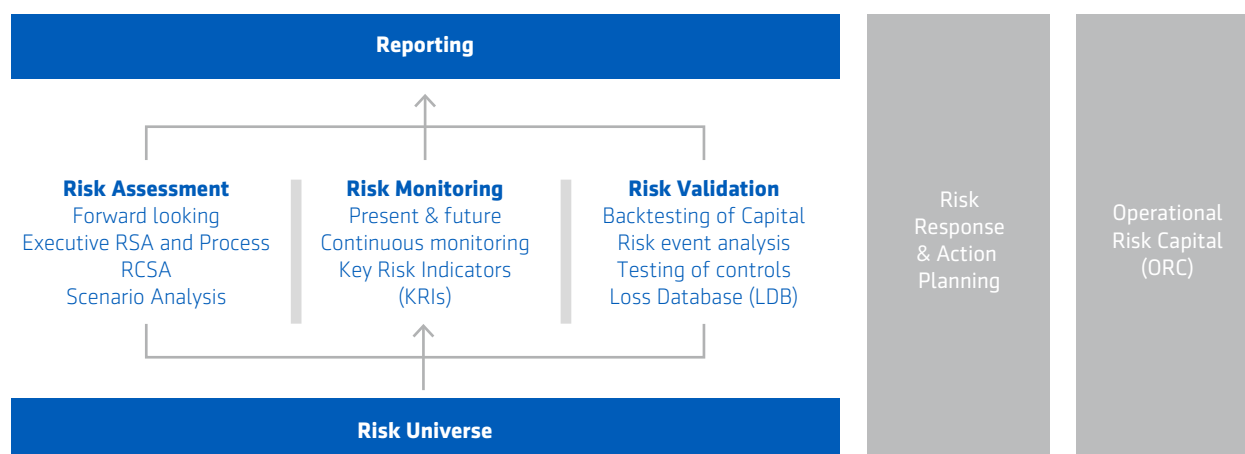 Reporting
Risk Assessment
Forward looking
Executive RSA and Process
RCSA
Scenario Analysis
Risk Monitoring
Present & future
Continuous monitoring
Key Risk Indicators
(KRIs)
Risk Validation
Backtesting of Capital
Risk event analysis
Testing of controls
Loss Database (LDB)
Risk Universe
Risk
Response
& Action
Planning
Operational
Risk Capital
(ORC)